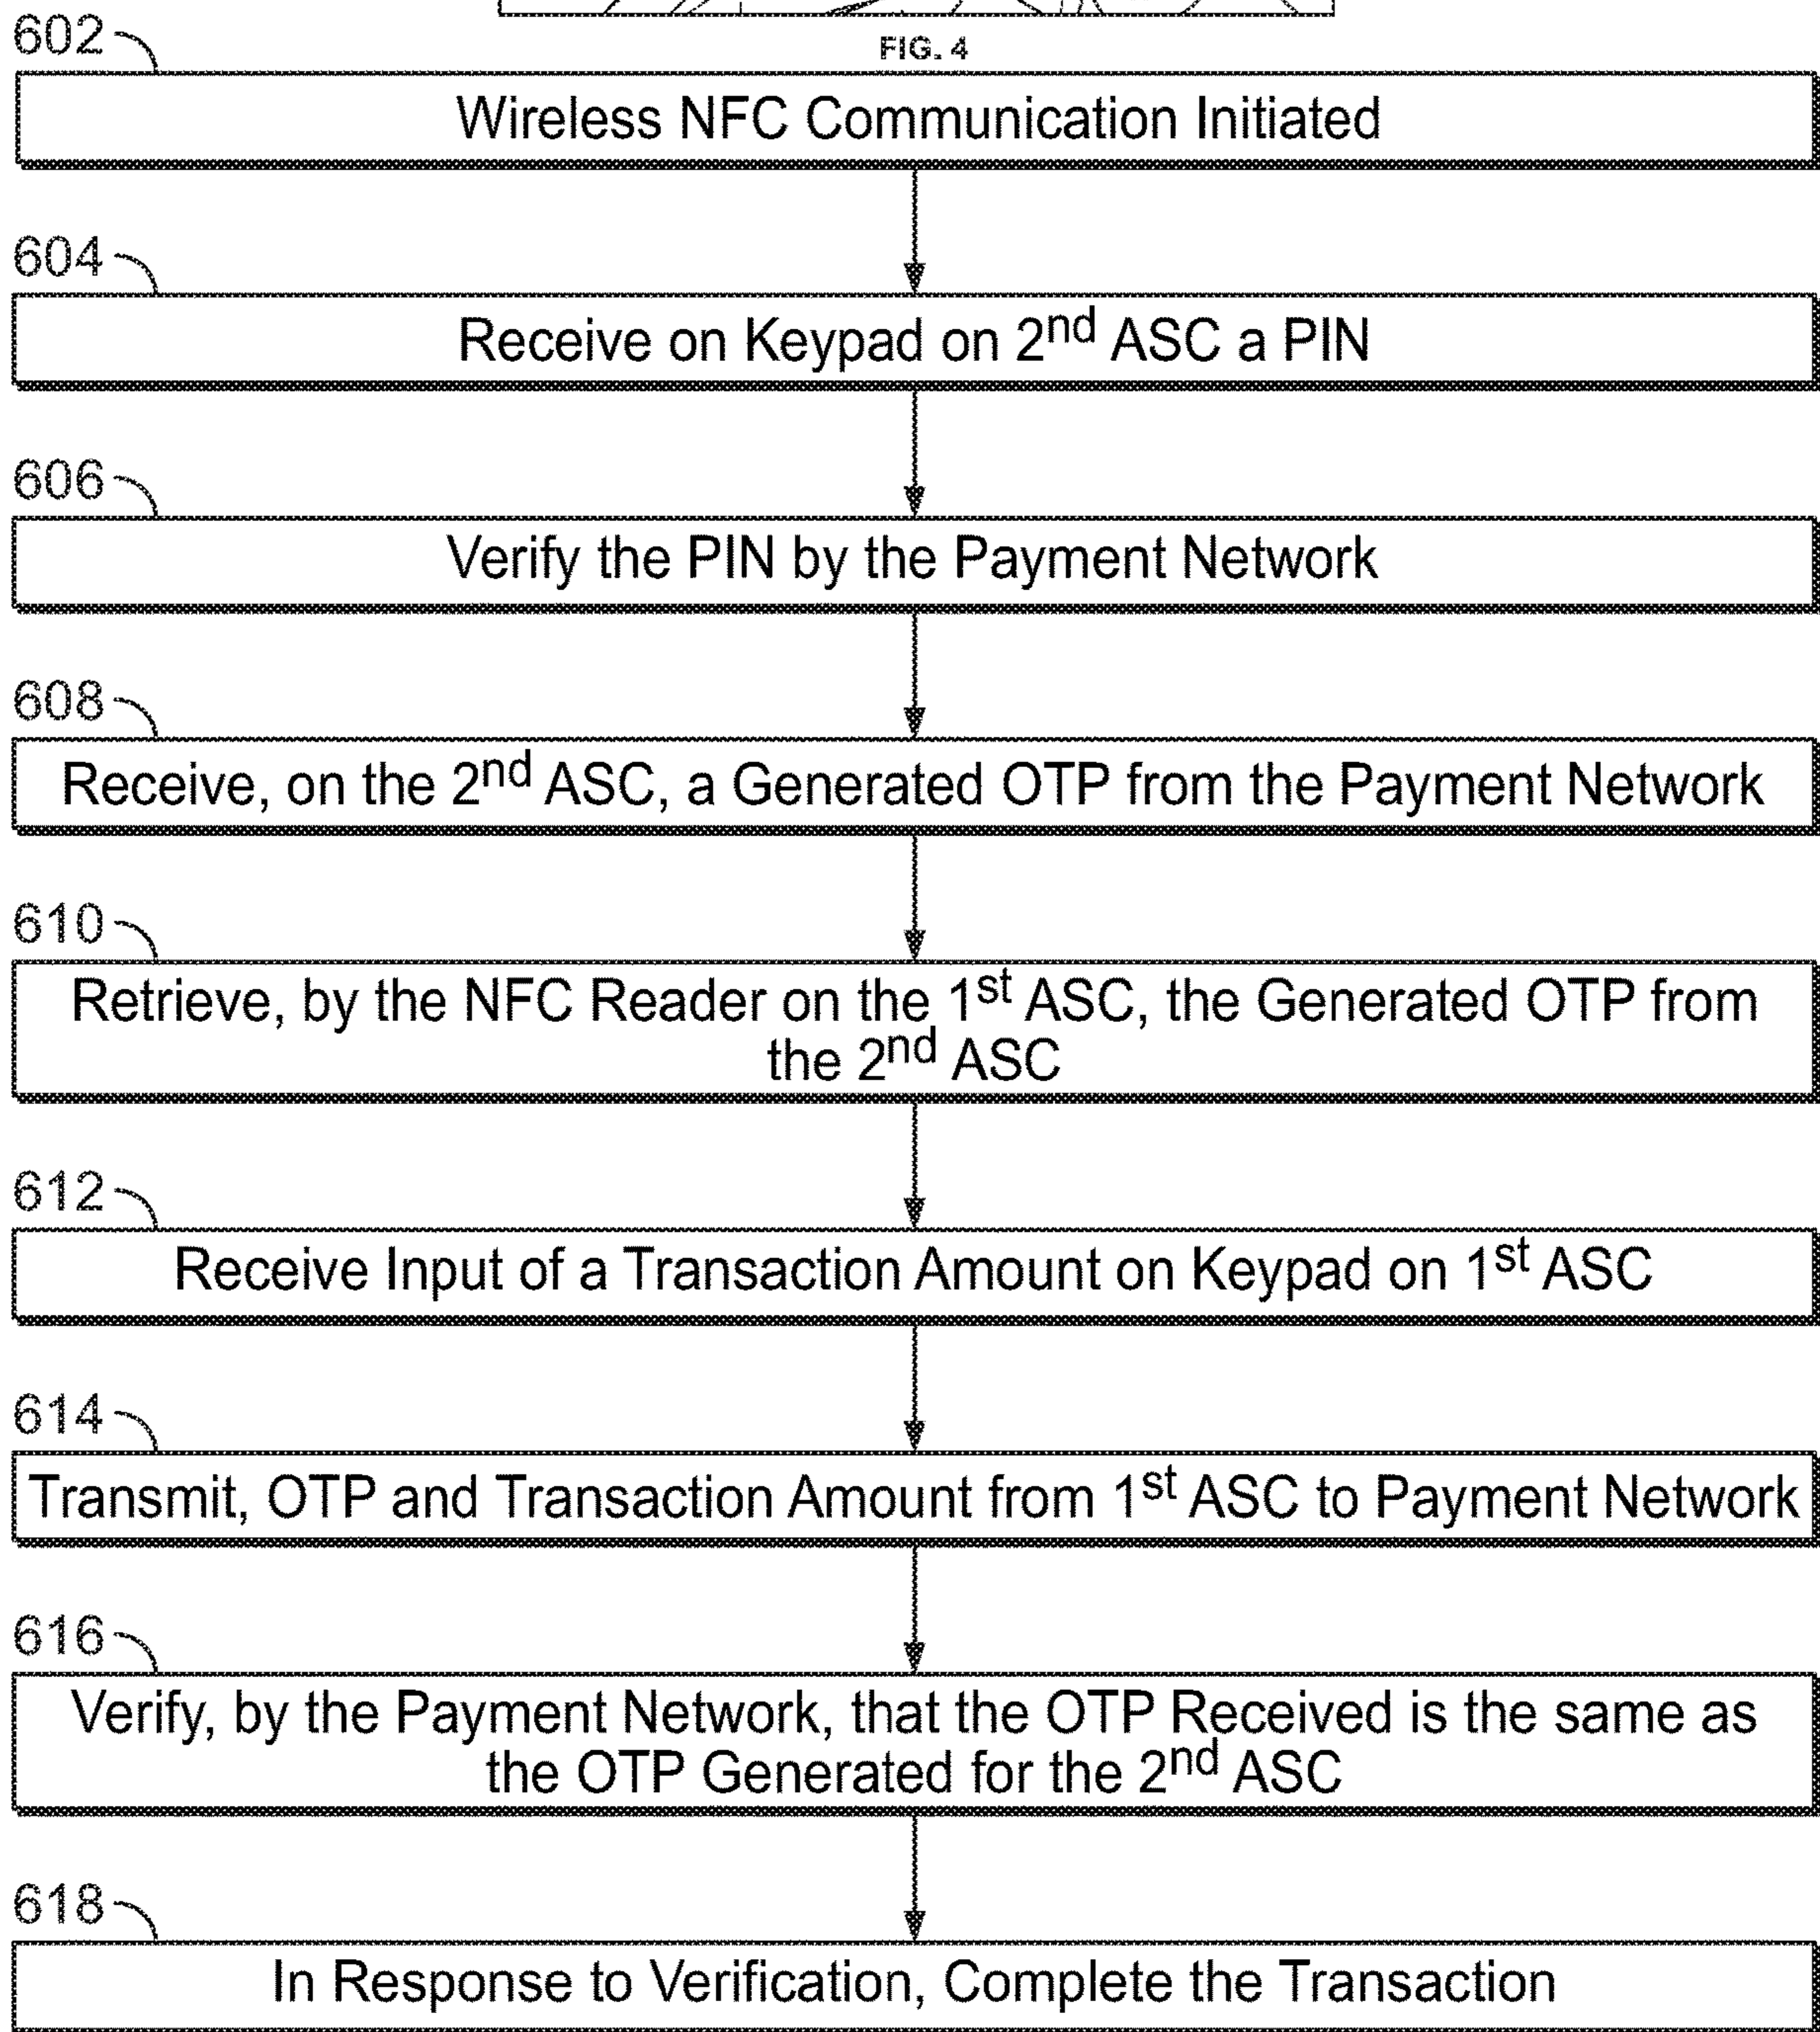 FIG. 4
602
Wireless NFC Communication Initiated
604
Receive on Keypad on 2nd ASC a PIN
606
Verify the PIN by the Payment Network
608
Receive, on the 2nd ASC, a Generated OTP from the Payment Network
610
Retrieve, by the NFC Reader on the 1st ASC, the Generated OTP from
the 2nd ASC
612
Receive Input of a Transaction Amount on Keypad on 1st ASC
614
Transmit, OTP and Transaction Amount from 1st ASC to Payment Network
616
Verify, by the Payment Network, that the OTP Received is the same as
the OTP Generated for the 2nd ASC
618
In Response to Verification, Complete the Transaction